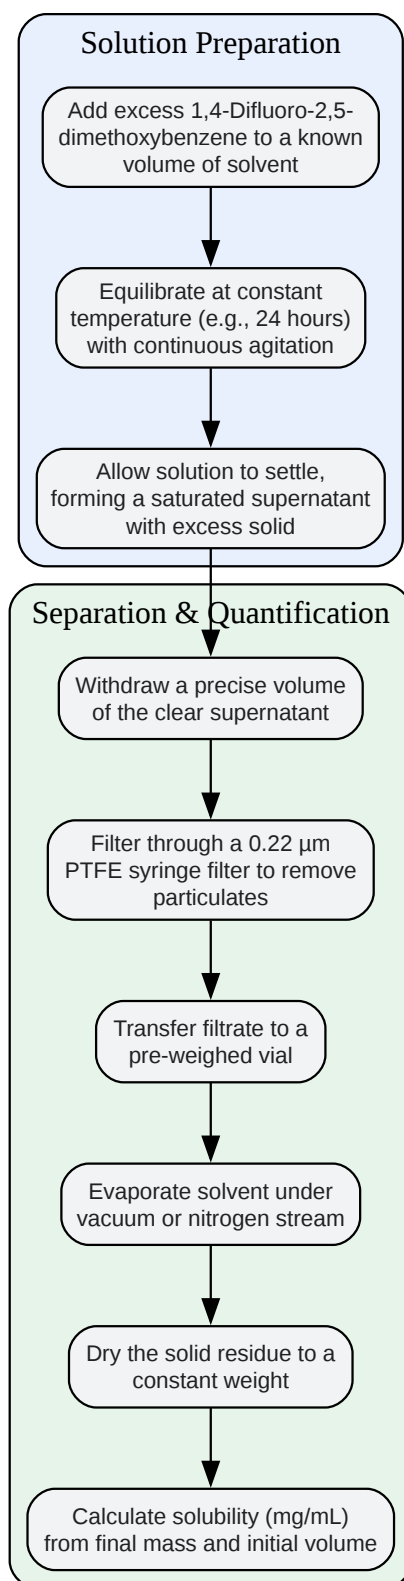 Solution Preparation
Add excess 1,4-Difluoro-2,5-
dimethoxybenzene to a known
volume of solvent
Equilibrate at constant
temperature (e.g., 24 hours)
with continuous agitation
Allow solution to settle,
forming a saturated supernatant
with excess solid
Separation & Quantification
Withdraw a precise volume
of the clear supernatant
Filter through a 0.22 µm
PTFE syringe filter to remove
particulates
Transfer filtrate to a
pre-weighed vial
Evaporate solvent under
vacuum or nitrogen stream
Dry the solid residue to a
constant weight
Calculate solubility (mg/mL)
from final mass and initial volume